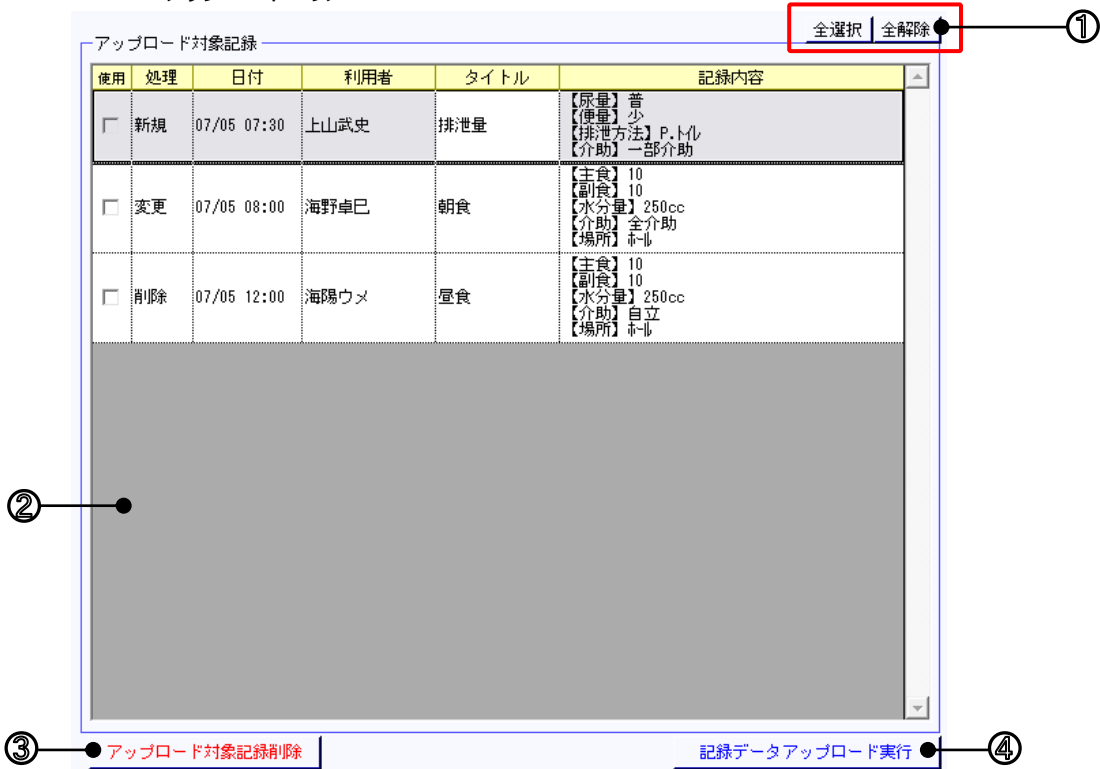 全選択 全解除 ①
アップロード対象記録
使用 処理 日付 利用者 タイトル 記録内容
新規 07/05 07:30 上山武史 排泄量
【尿量】普
【便量】少
【排泄方法】P.ﾄｲﾚ
【介助】一部介助
変更 07/05 08:00 海野卓巳 朝食
【主食】10
【副食】10
【水分量】250cc
【介助】全介助
【場所】ﾎｰﾙ
削除 07/05 12:00 海陽ウメ 昼食
【主食】10
【副食】10
【水分量】250cc
【介助】自立
【場所】ﾎｰﾙ
②
③ アップロード対象記録削除 記録データアップロード実行 ④